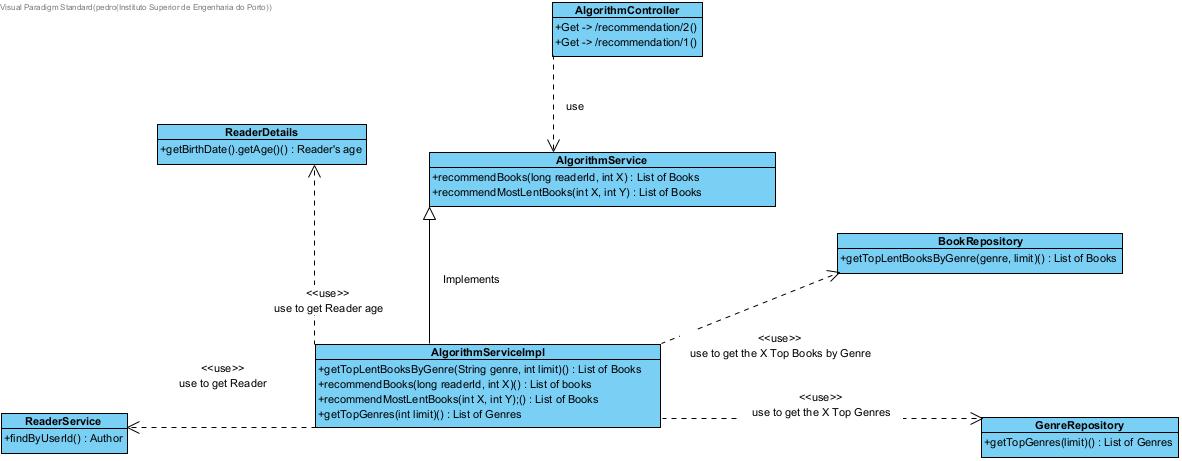 Visual Paradigm Standard(pedro(Instituto Superior de Engenharia do Porto))
AlgorithmController
+Get -> /recommendation/2()
+Get -> /recommendation/1()
use
ReaderDetails
+getBirthDate().getAge()() : Reader's age
AlgorithmService
+recommendBooks(long readerId, int X) : List of Books
+recommendMostLentBooks(int X, int Y) : List of Books
BookRepository
+getTopLentBooksByGenre(genre, limit)() : List of Books
Implements
<<use>>
use to get Reader age
<<use>>
use to get the X Top Books by Genre
AlgorithmServiceImpl
+getTopLentBooksByGenre(String genre, int limit)() : List of Books
+recommendBooks(long readerId, int X)() : List of books
+recommendMostLentBooks(int X, int Y);() : List of Books
+getTopGenres(int limit)() : List of Genres
<<use>>
use to get Reader
<<use>>
use to get the X Top Genres
ReaderService
+findByUserId() : Author
GenreRepository
+getTopGenres(limit)() : List of Genres